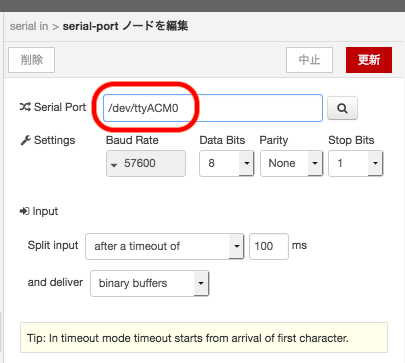 serial in > serial-port ノードを編集
削除 中止 更新
Serial Port /dev/ttyACM0
Settings Baud Rate Data Bits Parity Stop Bits
57600 8 None 1
Input
Split input after a timeout of 100 ms
and deliver binary buffers
Tip: In timeout mode timeout starts from arrival of first character.